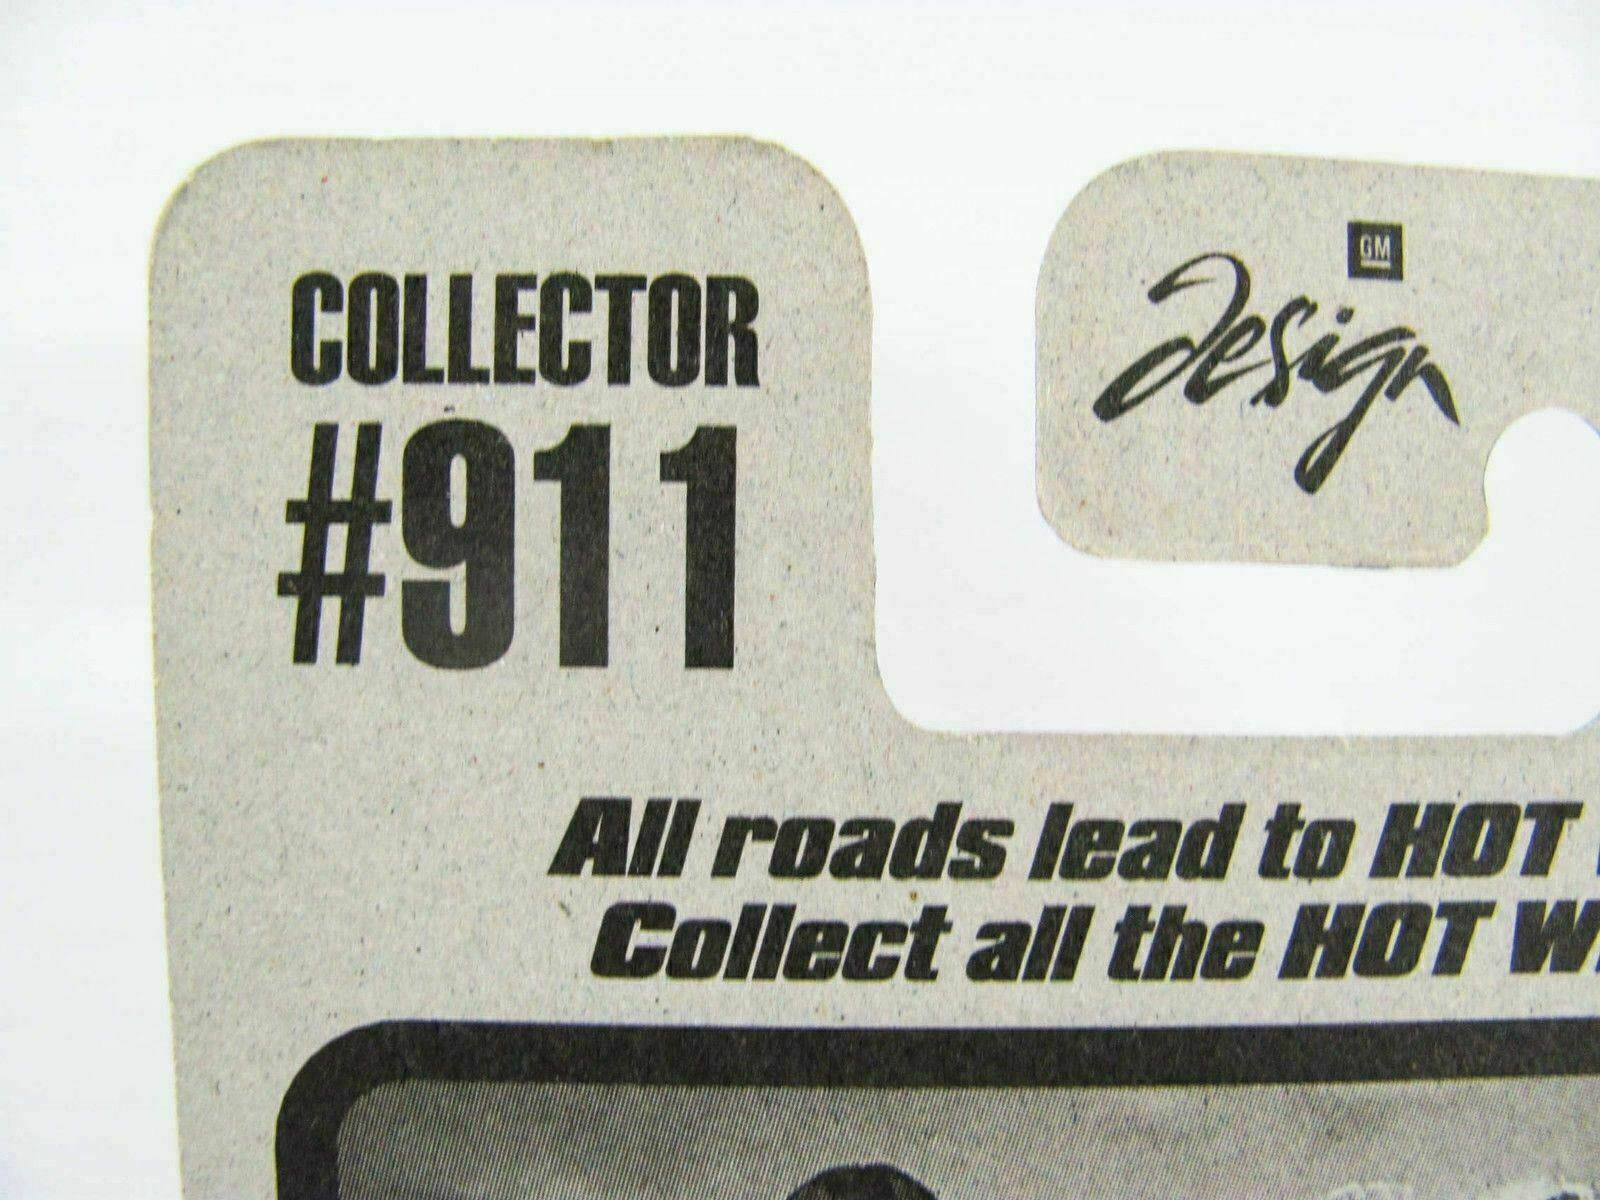 COLLECTOR
#911
GM
design
All roads lead to HOT
Collect all the HOT